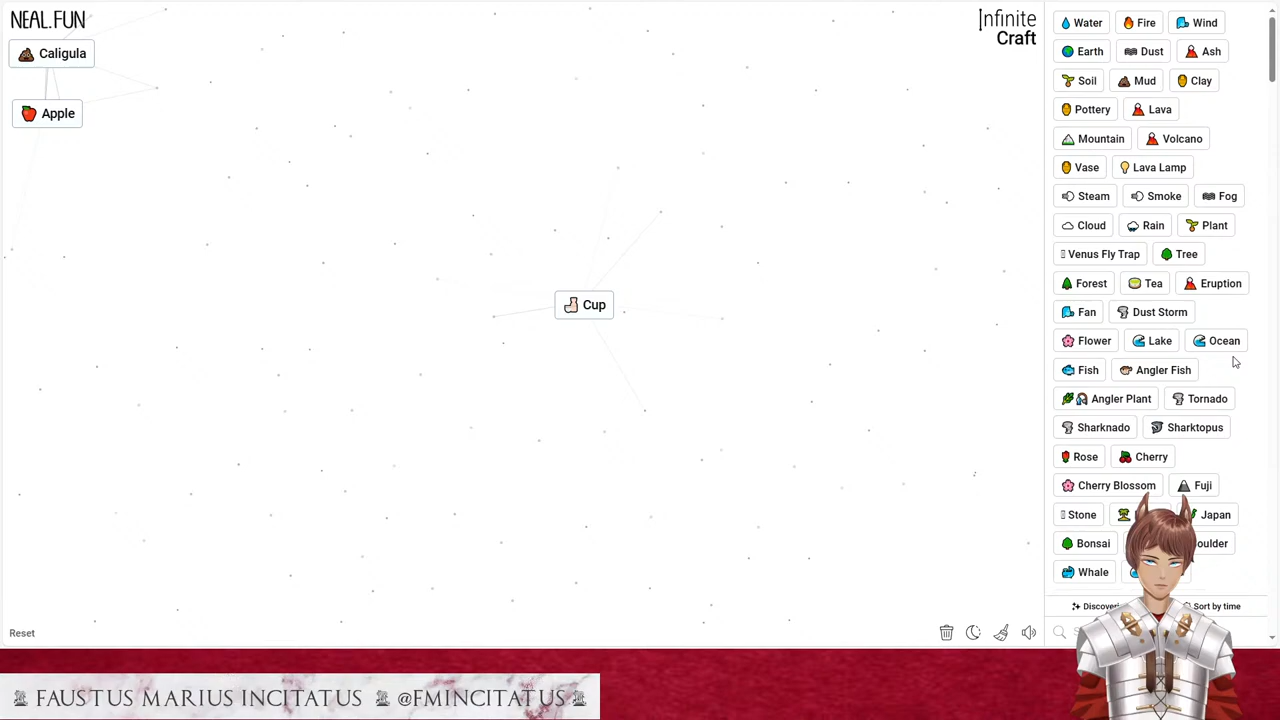 NEAL.FUN
Infinite
Craft
Caligula
Apple
Cup
Reset
Water
Fire
Wind
Earth
Dust
Ash
Soil
Mud
Clay
Pottery
Lava
Mountain
Volcano
Vase
Lava Lamp
Steam
Smoke
Fog
Cloud
Rain
Plant
Venus Fly Trap
Tree
Forest
Tea
Eruption
Fan
Dust Storm
Flower
Lake
Ocean
Fish
Angler Fish
Angler Plant
Tornado
Sharknado
Sharktopus
Rose
Cherry
Cherry Blossom
Fuji
Stone
Japan
Bonsai
Whale
Sort by time
FAUSTUS MARIUS INCITATUS @FMINCITATUS